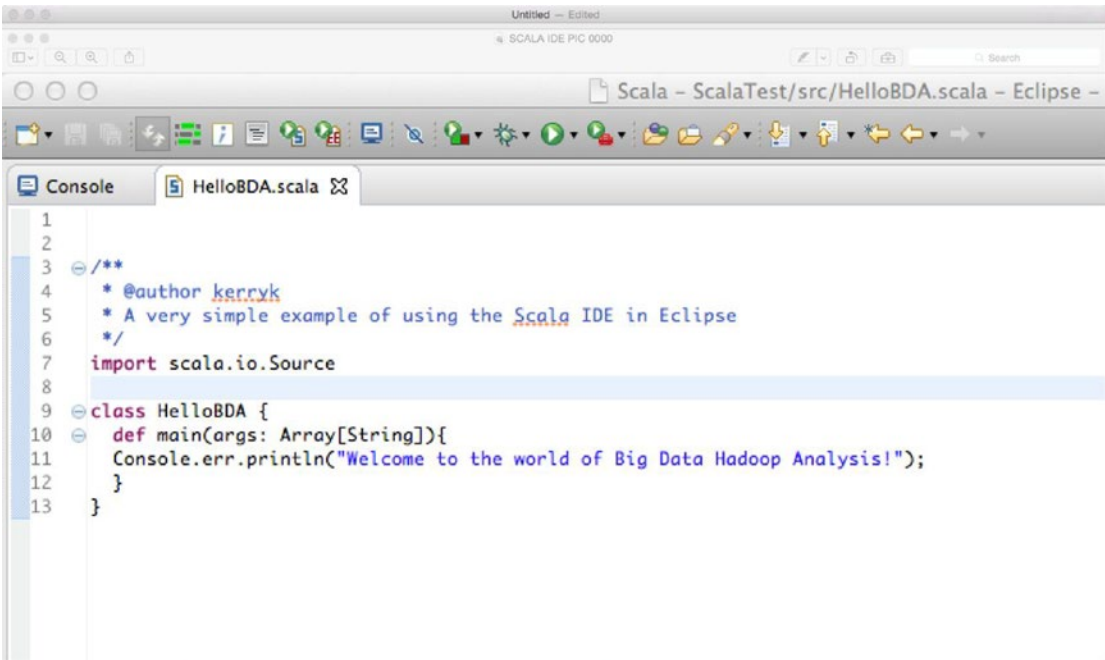 Untitled — Edited
SCALA IDE PIC 0000
Search
Scala – ScalaTest/src/HelloBDA.scala – Eclipse –
Console HelloBDA.scala
1
2
3 /**
4 * @author kerryk
5 * A very simple example of using the Scala IDE in Eclipse
6 */
7 import scala.io.Source
8
9 class HelloBDA {
10 def main(args: Array[String]){
11 Console.err.println("Welcome to the world of Big Data Hadoop Analysis!");
12 }
13 }